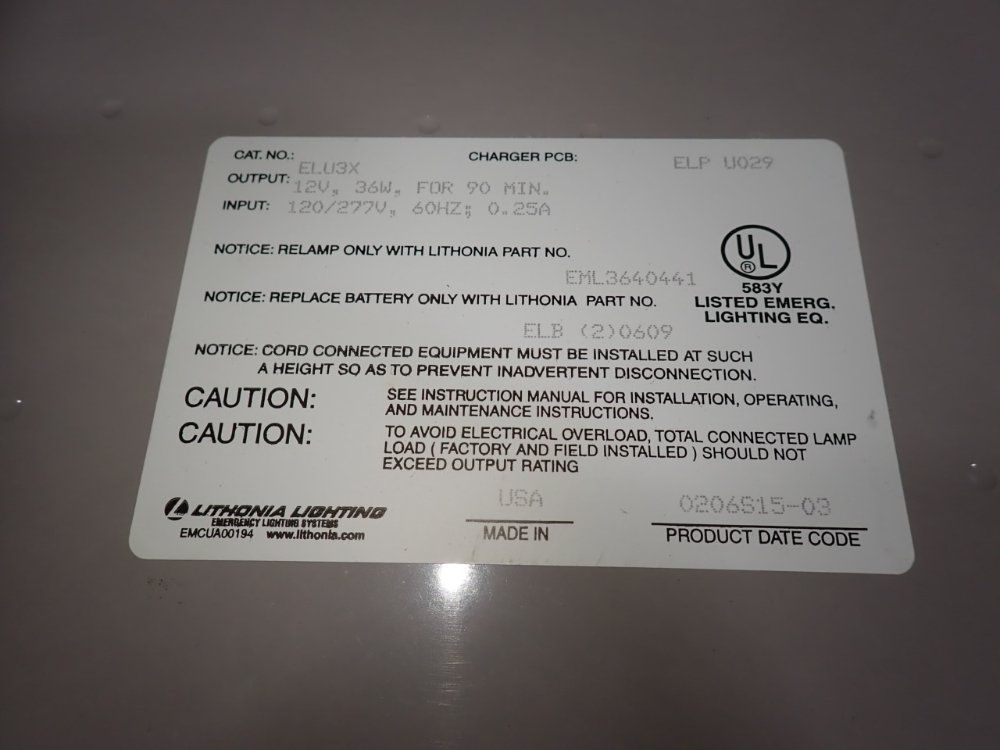 CAT. NO.: ELU3X CHARGER PCB: ELP U029
OUTPUT: 12V, 36W, FOR 90 MIN.
INPUT: 120/277V, 60HZ; 0.25A
NOTICE: RELAMP ONLY WITH LITHONIA PART NO.
EML3640441
NOTICE: REPLACE BATTERY ONLY WITH LITHONIA PART NO.
ELB (2)0609
UL
®
583Y
LISTED EMERG.
LIGHTING EQ.
NOTICE: CORD CONNECTED EQUIPMENT MUST BE INSTALLED AT SUCH
A HEIGHT SO AS TO PREVENT INADVERTENT DISCONNECTION.
CAUTION: SEE INSTRUCTION MANUAL FOR INSTALLATION, OPERATING,
AND MAINTENANCE INSTRUCTIONS.
CAUTION: TO AVOID ELECTRICAL OVERLOAD, TOTAL CONNECTED LAMP
LOAD ( FACTORY AND FIELD INSTALLED ) SHOULD NOT
EXCEED OUTPUT RATING
LITHONIA LIGHTING
EMERGENCY LIGHTING SYSTEMS
EMCUA00194 www.lithonia.com
USA
MADE IN
0206S15-03
PRODUCT DATE CODE